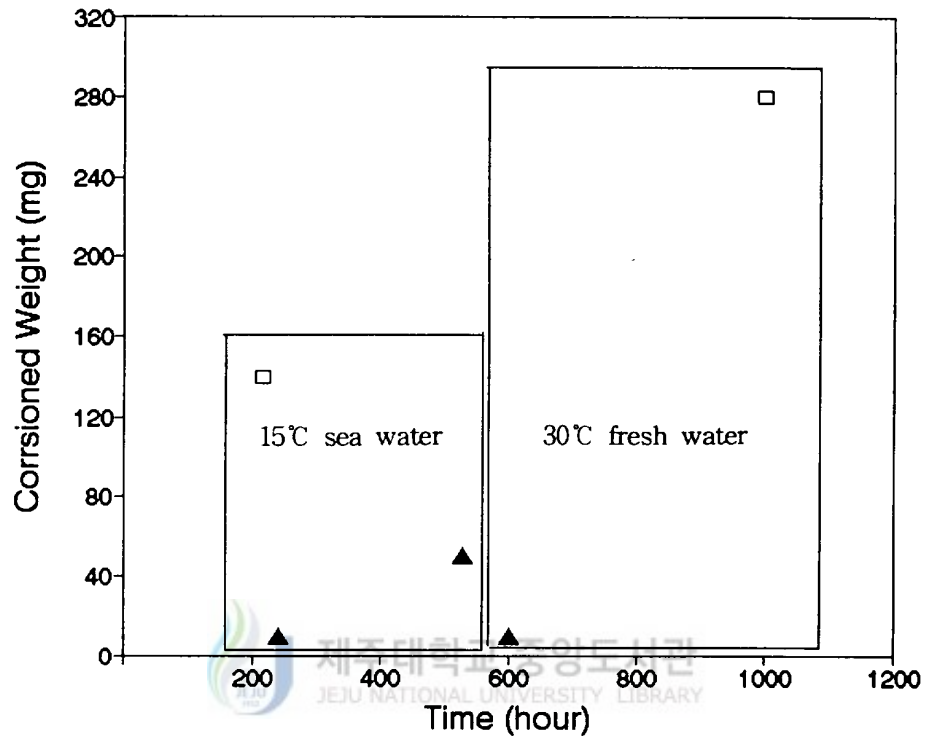 320
280
240
200
160
120
80
40
0
Corrsioned Weight (mg)
15℃ sea water
30℃ fresh water
200
400
600
800
1000
1200
Time (hour)
제주대학교 중앙도서관
JEJU NATIONAL UNIVERSITY LIBRARY
JEJU